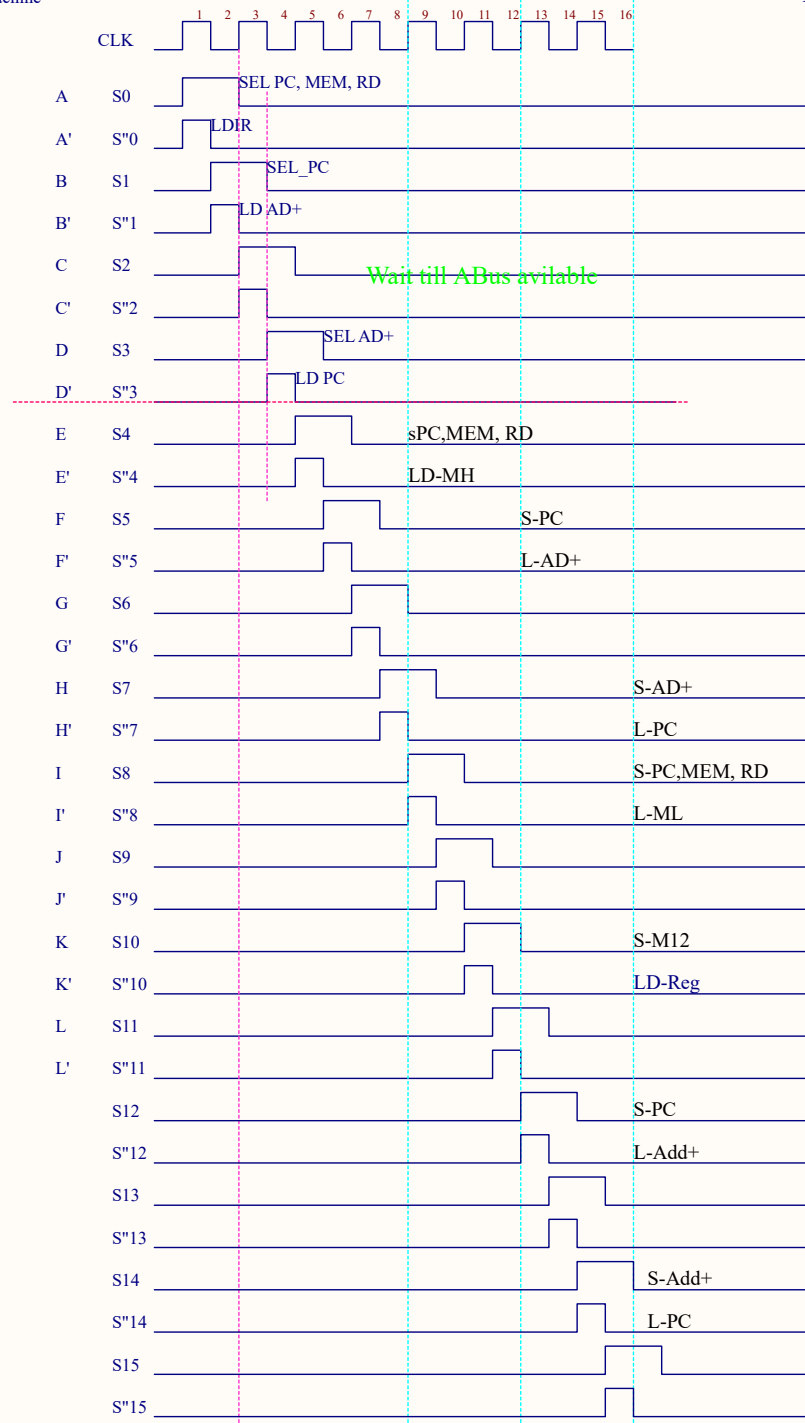 1 2 3 4 5 6 7 8 9 10 11 12 13 14 15 16
CLK
A S0 SEL PC, MEM, RD
A' S"0 LDIR
B S1 SEL_PC
B' S"1 LD AD+
C S2
Wait till ABus avilable
C' S"2
D S3 SEL AD+
D' S"3 LD PC
E S4 sPC,MEM, RD
E' S"4 LD-MH
F S5 S-PC
F' S"5 L-AD+
G S6
G' S"6
H S7 S-AD+
H' S"7 L-PC
I S8 S-PC,MEM, RD
I' S"8 L-ML
J S9
J' S"9
K S10 S-M12
K' S"10 LD-Reg
L S11
L' S"11
S12 S-PC
S"12 L-Add+
S13
S"13
S14 S-Add+
S"14 L-PC
S15
S"15